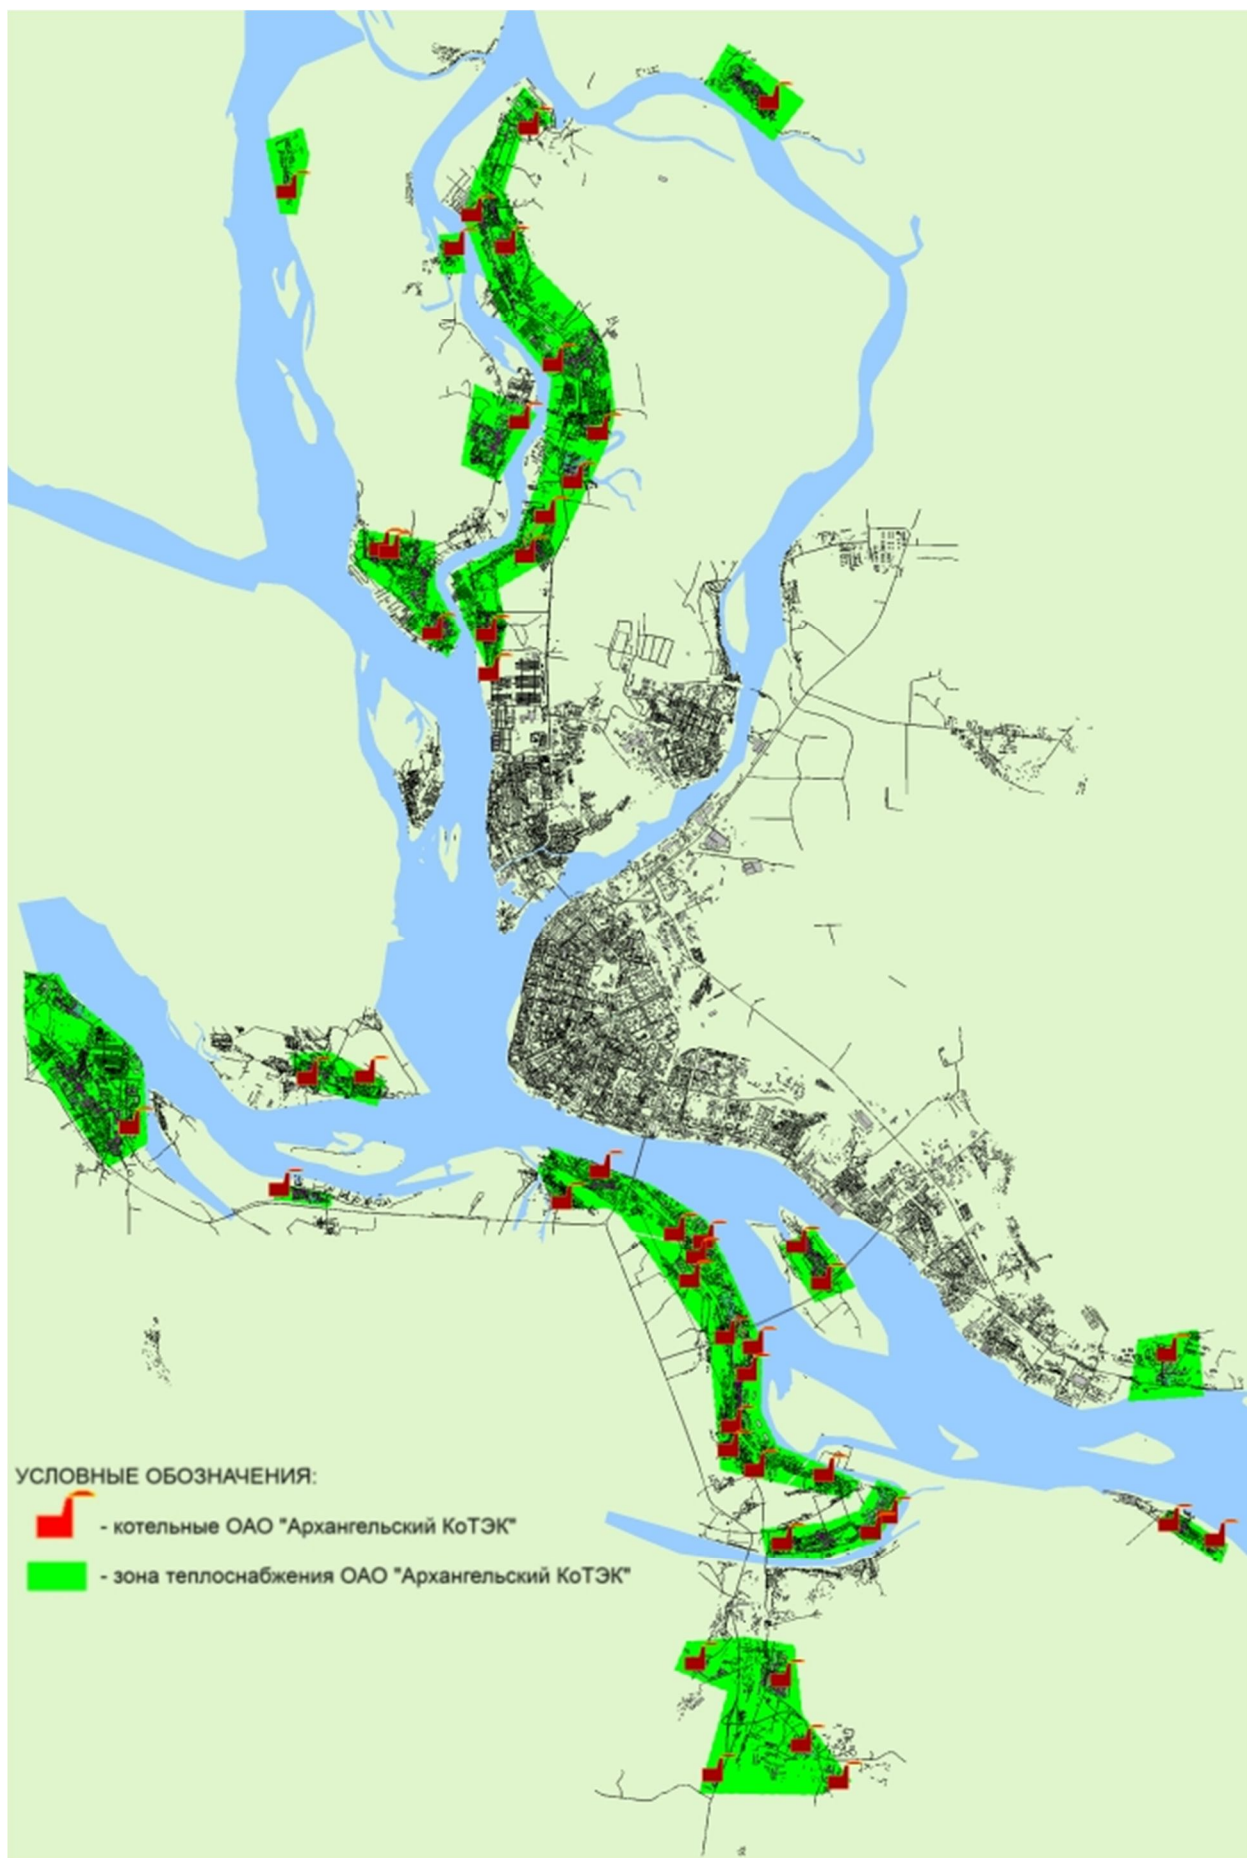 УСЛОВНЫЕ ОБОЗНАЧЕНИЯ:
- котельные ОАО "Архангельский КоТЭК"
- зона теплоснабжения ОАО "Архангельский КоТЭК"